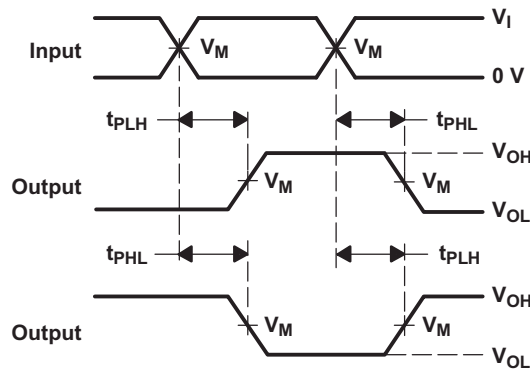 V_I
Input V_M V_M
0 V
t_PLH t_PHL
V_OH
Output V_M V_M
V_OL
t_PHL t_PLH
V_OH
Output V_M V_M
V_OL